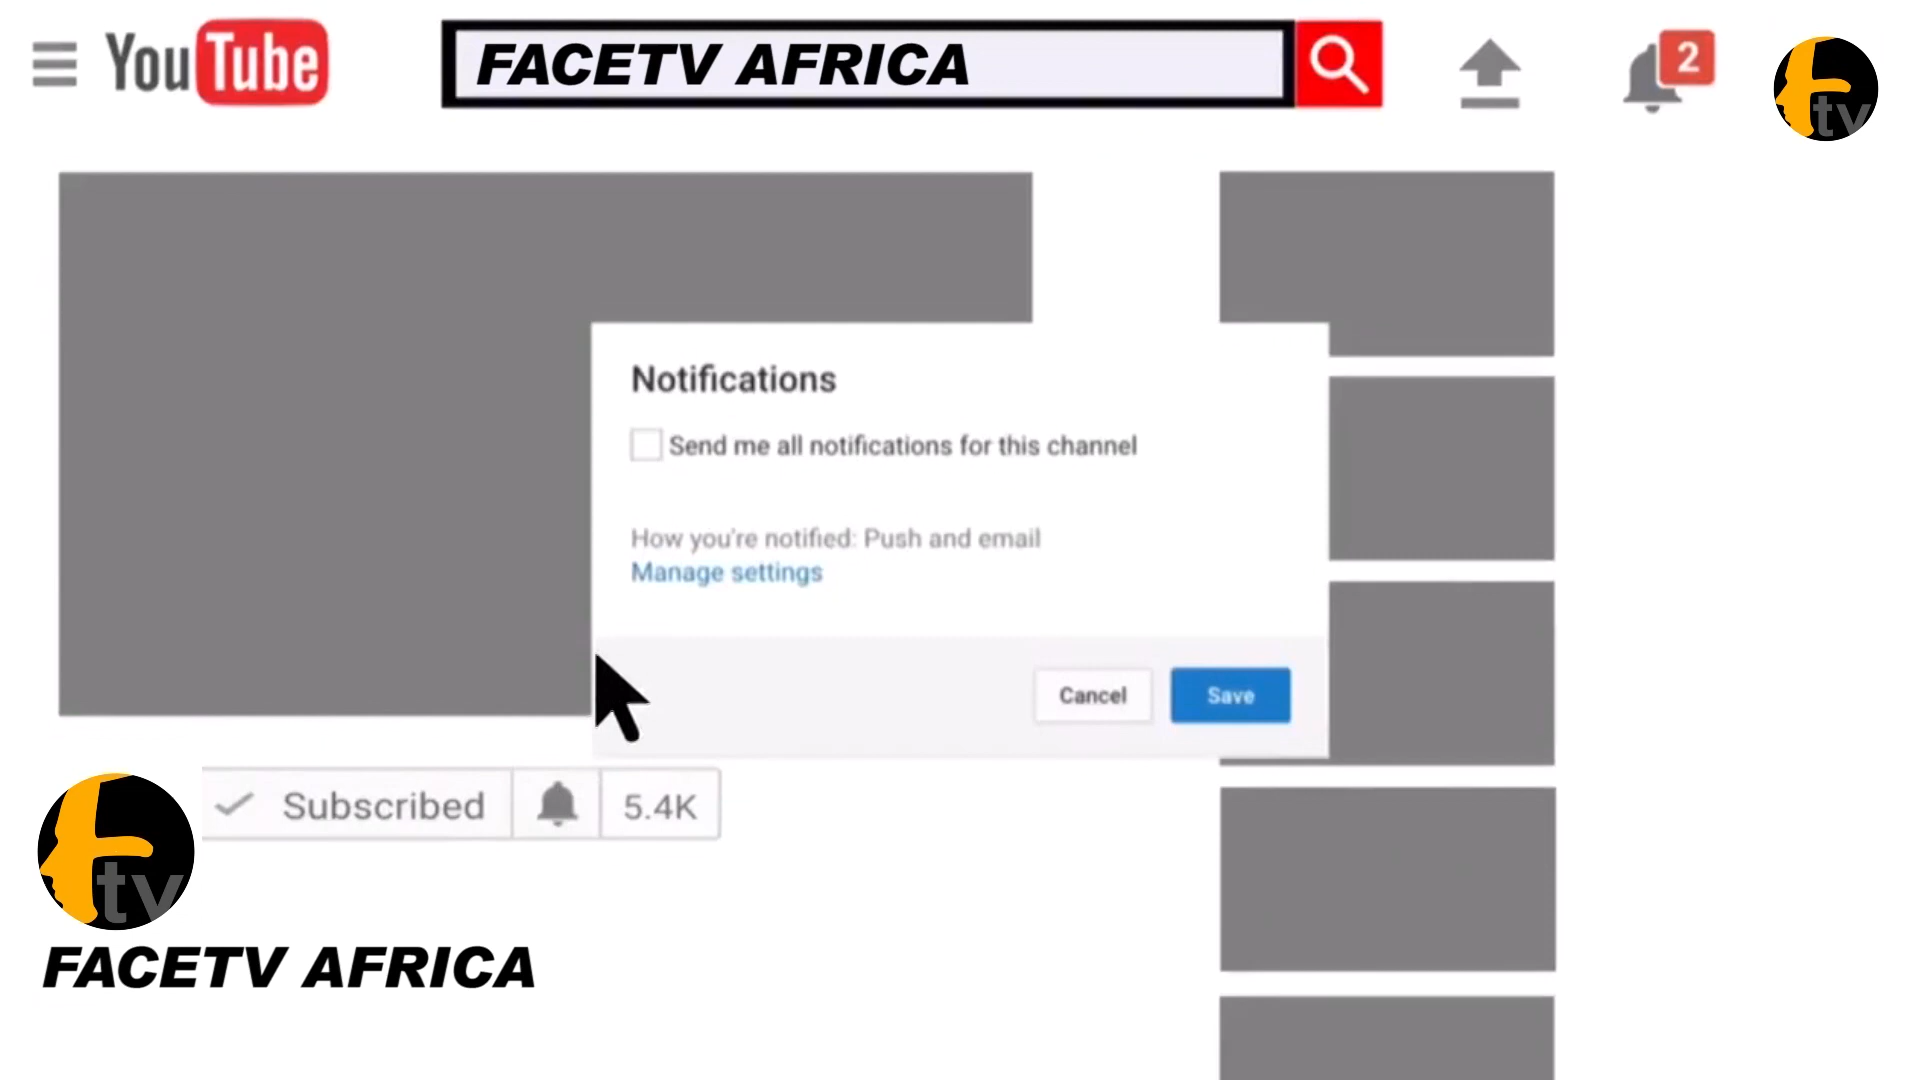 YouTube
FACETV AFRICA
2
tv
Notifications
Send me all notifications for this channel
How you're notified: Push and email
Manage settings
Cancel
Save
Subscribed
5.4K
tv
FACETV AFRICA